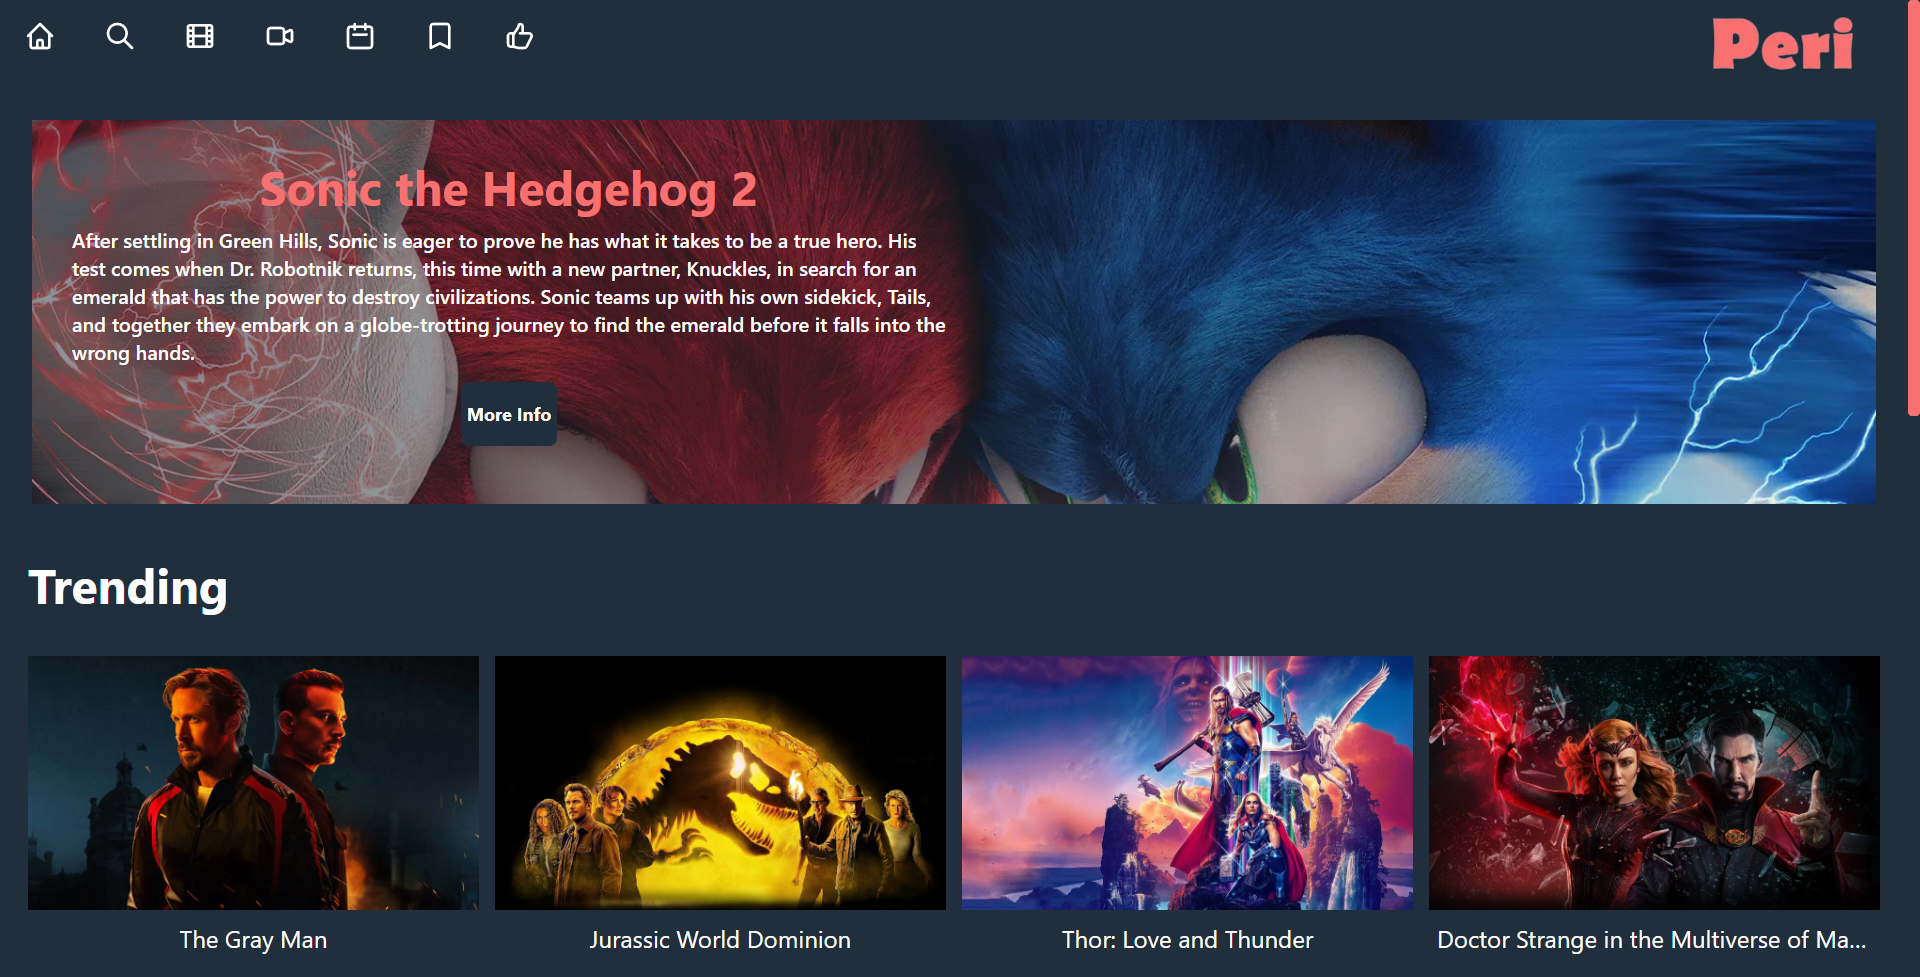 Peri
Sonic the Hedgehog 2
After settling in Green Hills, Sonic is eager to prove he has what it takes to be a true hero. His
test comes when Dr. Robotnik returns, this time with a new partner, Knuckles, in search for an
emerald that has the power to destroy civilizations. Sonic teams up with his own sidekick, Tails,
and together they embark on a globe-trotting journey to find the emerald before it falls into the
wrong hands.
More Info
Trending
The Gray Man
Jurassic World Dominion
Thor: Love and Thunder
Doctor Strange in the Multiverse of Ma...